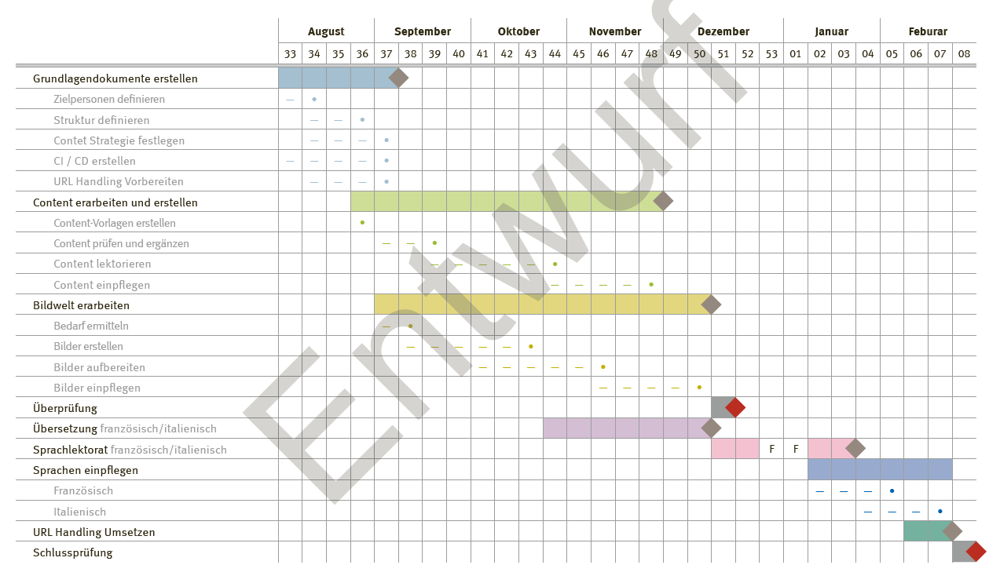 August September Oktober November Dezember Januar Feburar
33 34 35 36 37 38 39 40 41 42 43 44 45 46 47 48 49 50 51 52 53 01 02 03 04 05 06 07 08
Grundlagendokumente erstellen
Zielpersonen definieren
Struktur definieren
Contet Strategie festlegen
CI / CD erstellen
URL Handling Vorbereiten
Content erarbeiten und erstellen
Content-Vorlagen erstellen
Content prüfen und ergänzen
Content lektorieren
Content einpflegen
Bildwelt erarbeiten
Bedarf ermitteln
Bilder erstellen
Bilder aufbereiten
Bilder einpflegen
Überprüfung
Übersetzung französisch/italienisch
Sprachlektorat französisch/italienisch F F
Sprachen einpflegen
Französisch
Italienisch
URL Handling Umsetzen
Schlussprüfung
Entwurf